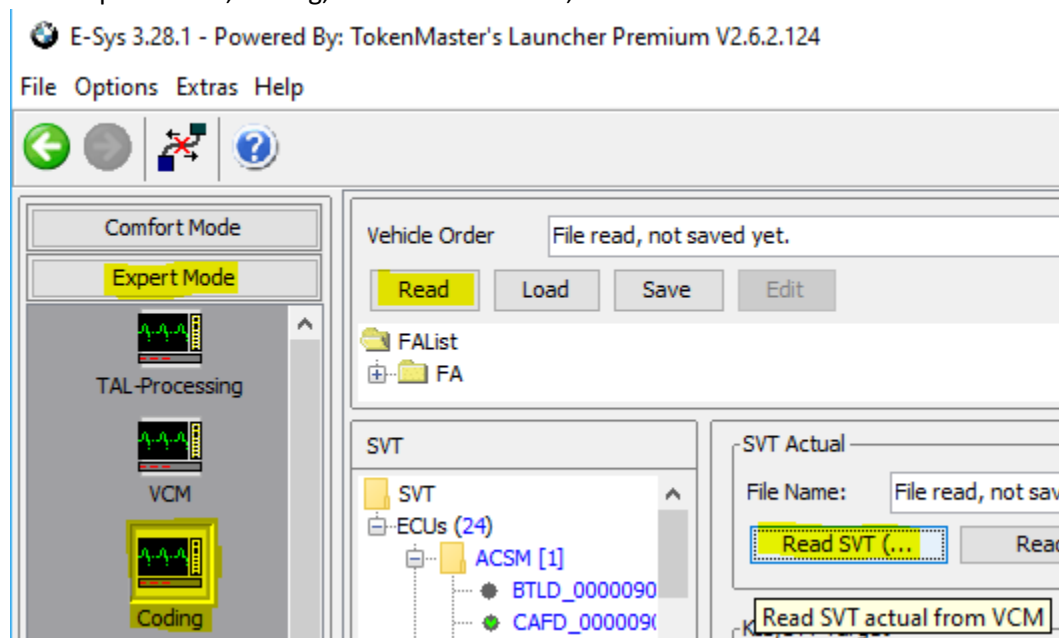 E-Sys 3.28.1 - Powered By: TokenMaster's Launcher Premium V2.6.2.124
File Options Extras Help
Comfort Mode
Expert Mode
TAL-Processing
VCM
Coding
Vehicle Order File read, not saved yet.
Read Load Save Edit
FAList
FA
SVT
SVT
ECUs (24)
ACSM [1]
BTLD_0000090
CAFD_000009(
SVT Actual
File Name: File read, not sav
Read SVT (... Read
Read SVT actual from VCM